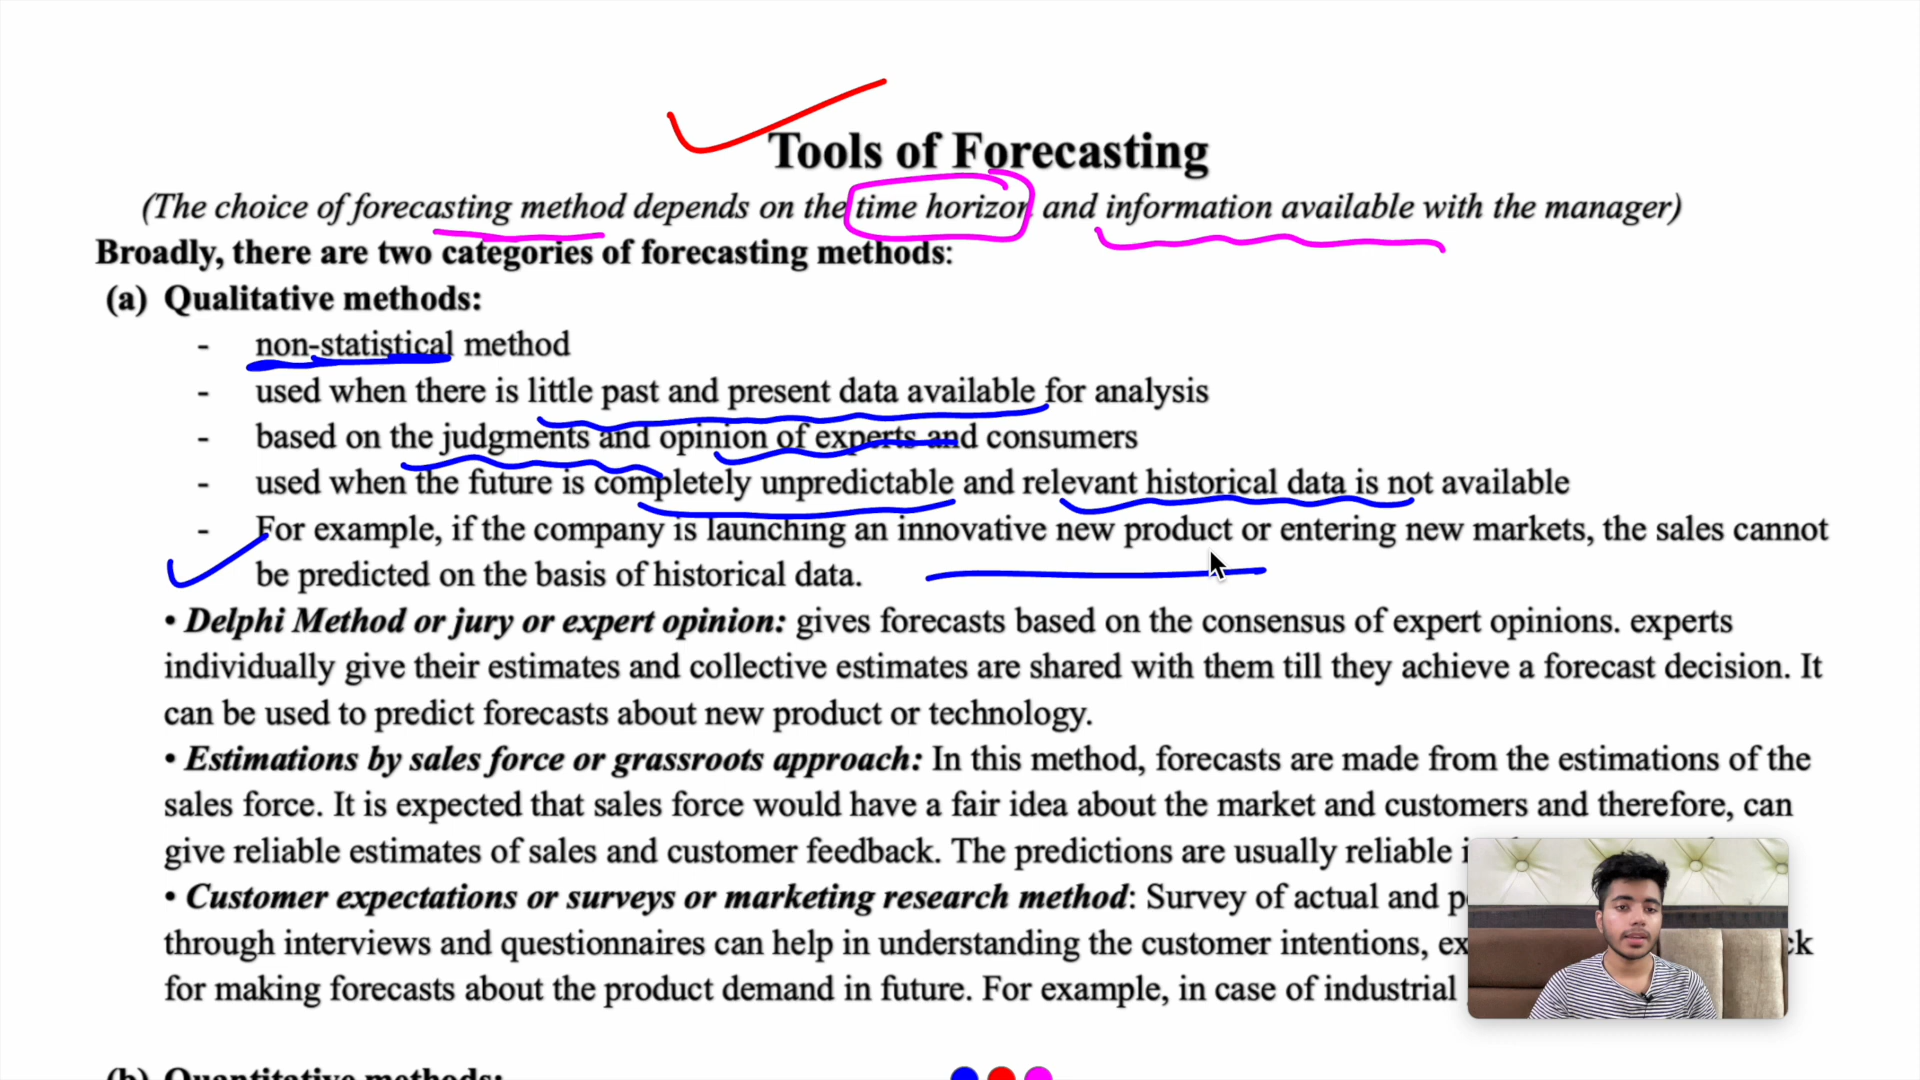 Tools of Forecasting
(The choice of forecasting method depends on the time horizon and information available with the manager)
Broadly, there are two categories of forecasting methods:
(a) Qualitative methods:
- non-statistical method
- used when there is little past and present data available for analysis
- based on the judgments and opinion of experts and consumers
- used when the future is completely unpredictable and relevant historical data is not available
- For example, if the company is launching an innovative new product or entering new markets, the sales cannot
be predicted on the basis of historical data.
• Delphi Method or jury or expert opinion: gives forecasts based on the consensus of expert opinions. experts
individually give their estimates and collective estimates are shared with them till they achieve a forecast decision. It
can be used to predict forecasts about new product or technology.
• Estimations by sales force or grassroots approach: In this method, forecasts are made from the estimations of the
sales force. It is expected that sales force would have a fair idea about the market and customers and therefore, can
give reliable estimates of sales and customer feedback. The predictions are usually reliable
• Customer expectations or surveys or marketing research method: Survey of actual and
through interviews and questionnaires can help in understanding the customer intentions,
for making forecasts about the product demand in future. For example, in case of industrial
(b) Quantitative methods: